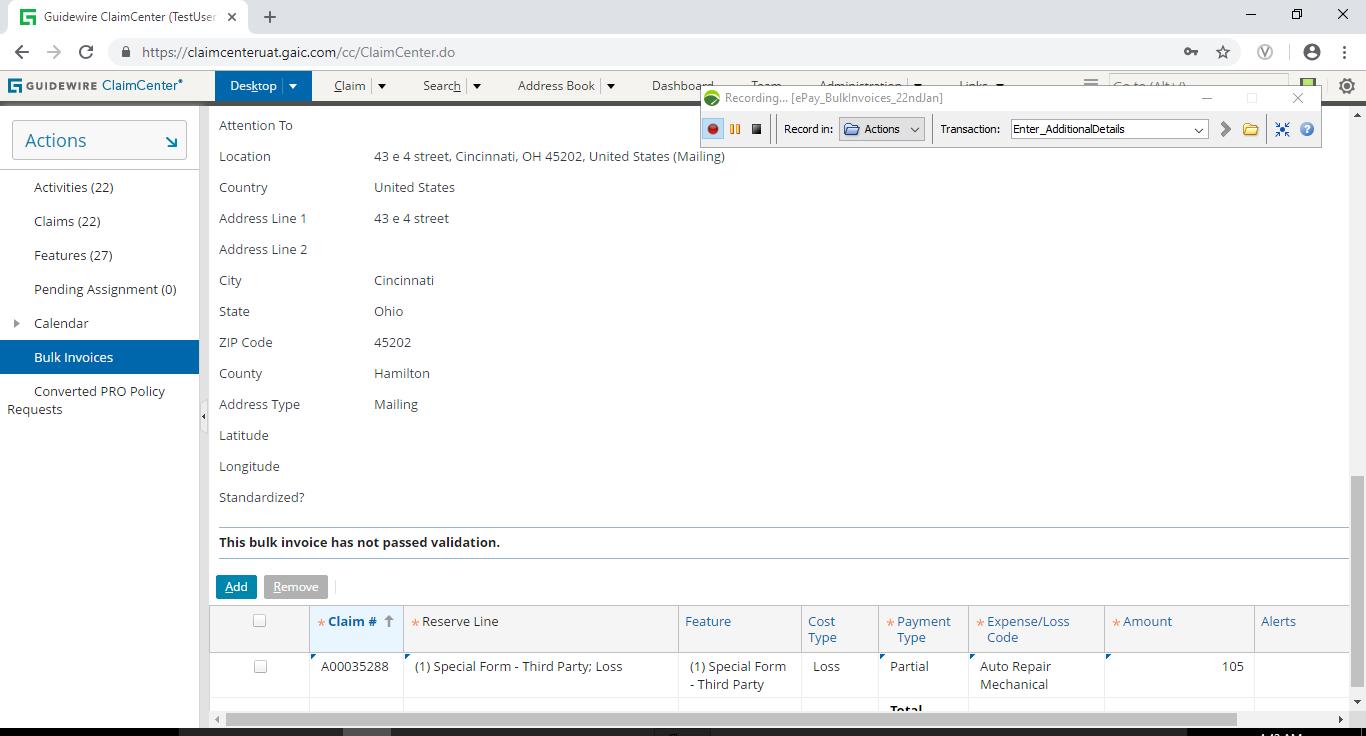 Guidewire ClaimCenter (TestUser
https://claimcenteruat.gaic.com/cc/ClaimCenter.do
GUIDEWIRE ClaimCenter
Desktop
Claim
Search
Address Book
Dashboard
Team
Administration
Links
Go to (Alt+/)
Recording... [ePay_BulkInvoices_22ndJan]
Record in:
Actions
Transaction:
Enter_AdditionalDetails
Actions
Activities (22)
Claims (22)
Features (27)
Pending Assignment (0)
Calendar
Bulk Invoices
Converted PRO Policy
Requests
Attention To
Location 43 e 4 street, Cincinnati, OH 45202, United States (Mailing)
Country United States
Address Line 1 43 e 4 street
Address Line 2
City Cincinnati
State Ohio
ZIP Code 45202
County Hamilton
Address Type Mailing
Latitude
Longitude
Standardized?
This bulk invoice has not passed validation.
Add Remove
* Claim # * Reserve Line Feature Cost * Payment * Expense/Loss * Amount Alerts
Type Type Code
A00035288 (1) Special Form - Third Party; Loss (1) Special Form Loss Partial Auto Repair 105
- Third Party Mechanical
Total